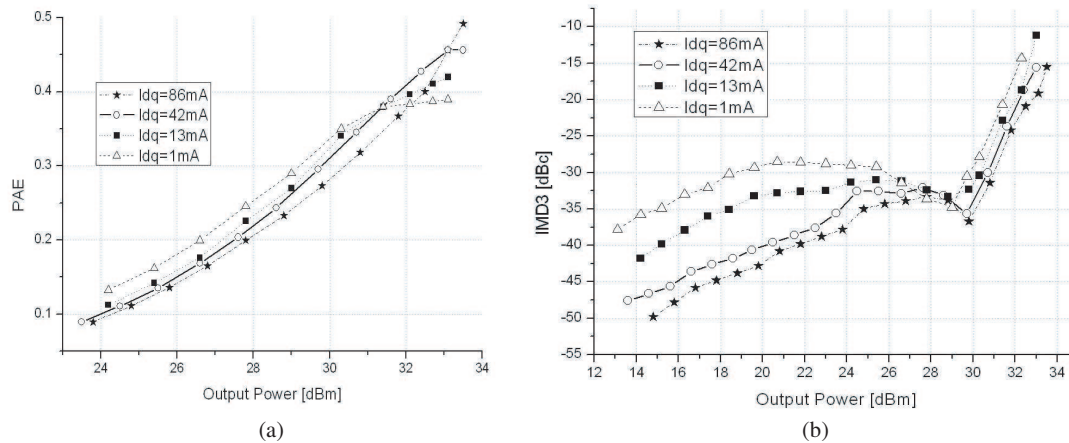 0.5
0.4
0.3
0.2
0.1
PAE
Idq=86mA
Idq=42mA
Idq=13mA
Idq=1mA
24 26 28 30 32 34
Output Power [dBm]
(a)
-10
-15
-20
-25
-30
-35
-40
-45
-50
-55
IMD3 [dBc]
Idq=86mA
Idq=42mA
Idq=13mA
Idq=1mA
12 14 16 18 20 22 24 26 28 30 32 34
Output Power [dBm]
(b)